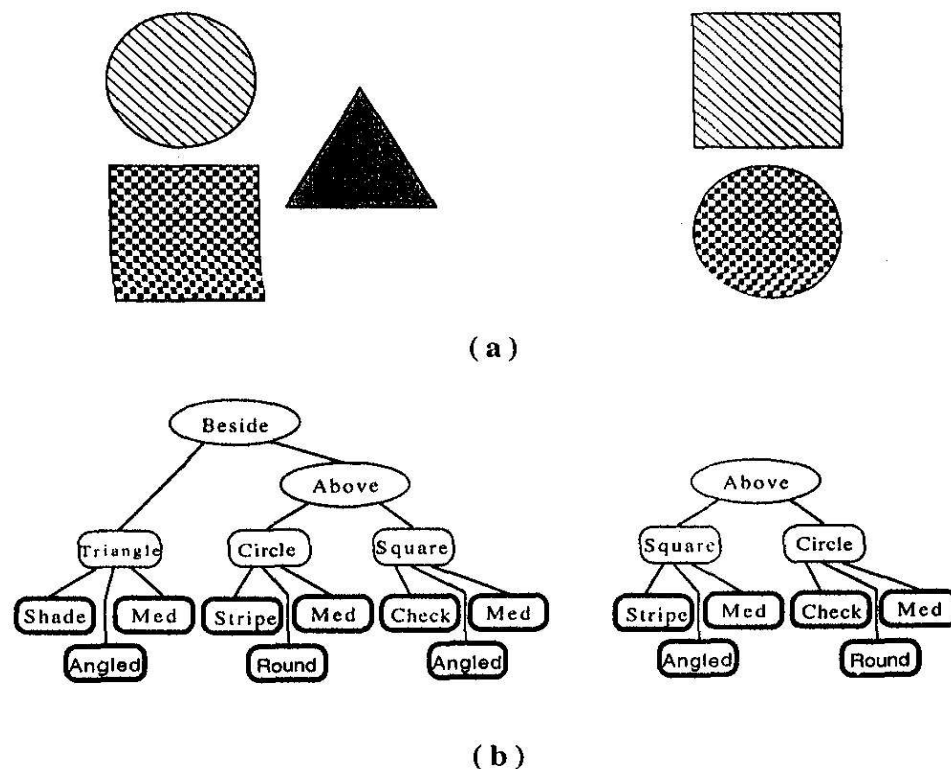 ( a )
Beside
Above
Above
Triangle Circle Square Square Circle
Shade Med Stripe Med Check Med Stripe Med Check Med
Angled Round Angled Angled Round
( b )